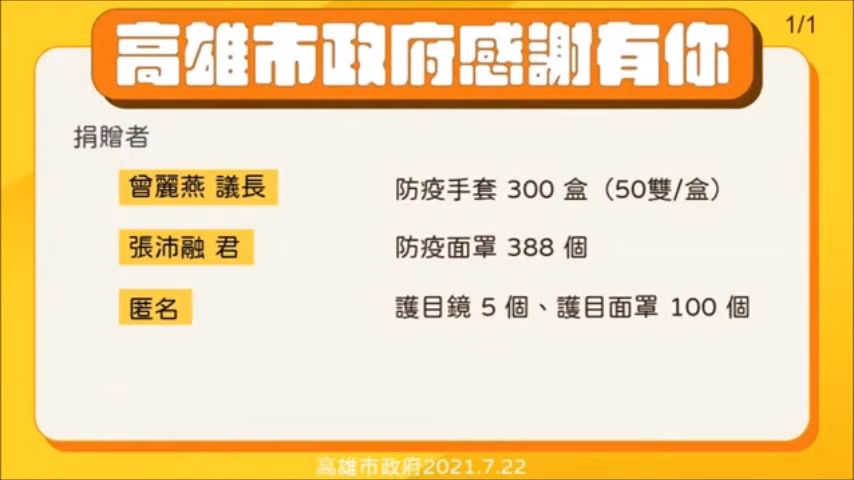 1/1
高雄市政府感謝有你
捐贈者
曾麗燕 議長 防疫手套 300 盒（50雙/盒）
張沛融 君 防疫面罩 388 個
匿名 護目鏡 5 個、護目面罩 100 個
高雄市政府2021.7.22